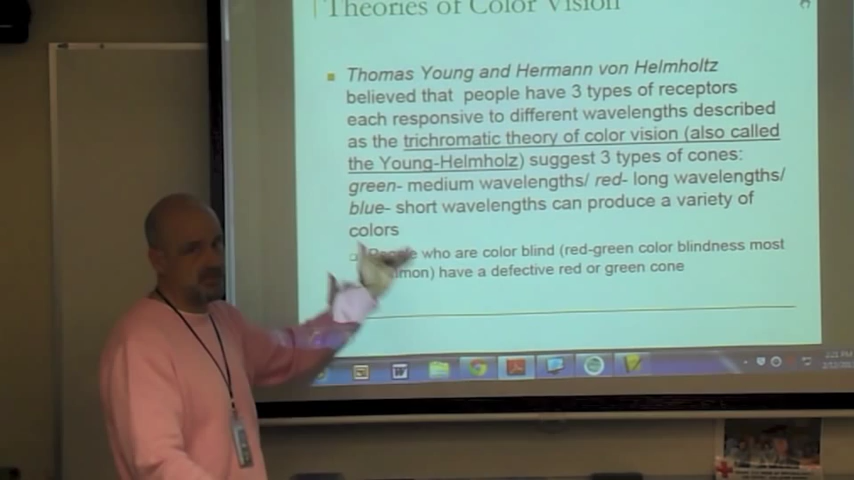 Theories of Color Vision
Thomas Young and Hermann von Helmholtz
believed that people have 3 types of receptors
each responsive to different wavelengths described
as the trichromatic theory of color vision (also called
the Young-Helmholz) suggest 3 types of cones:
green- medium wavelengths/ red- long wavelengths/
blue- short wavelengths can produce a variety of
colors
People who are color blind (red-green color blindness most
mon) have a defective red or green cone